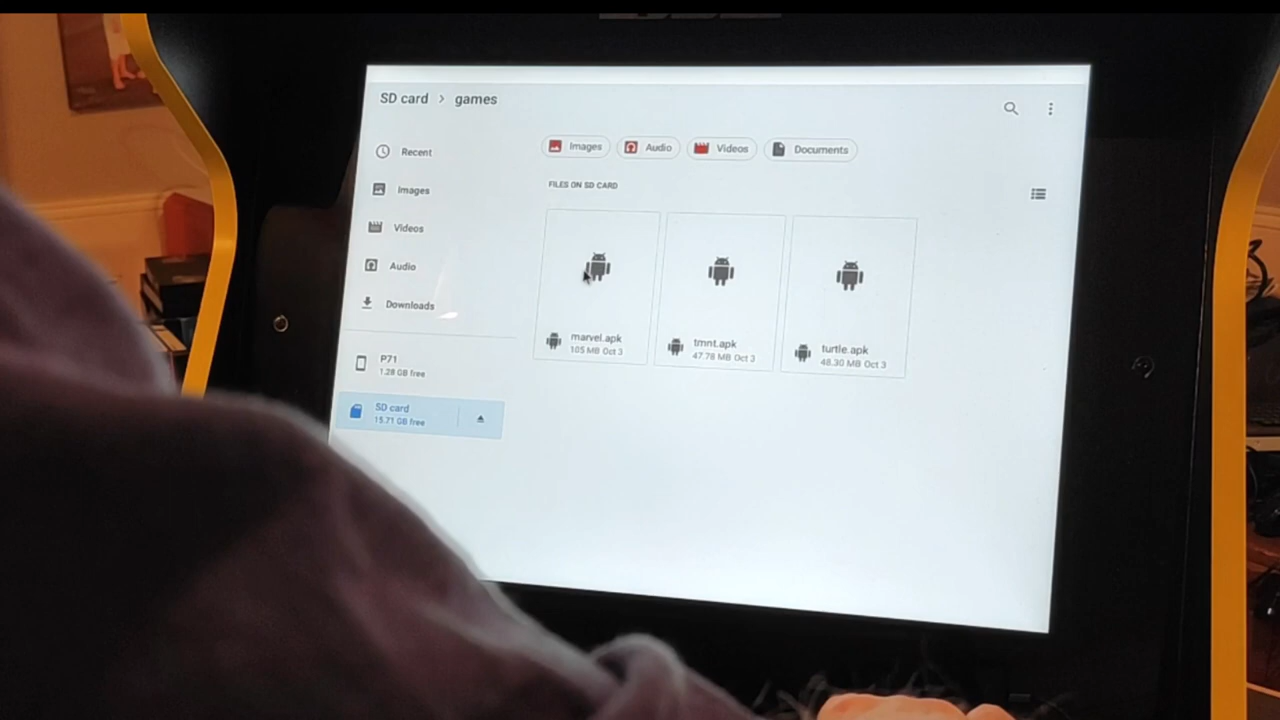 SD card > games
Recent
Images
Videos
Audio
Downloads
P71
1.28 GB free
SD card
15.71 GB free
Images Audio Videos Documents
FILES ON SD CARD
marvel.apk
105 MB Oct 3
tmnt.apk
47.78 MB Oct 3
turtle.apk
48.30 MB Oct 3